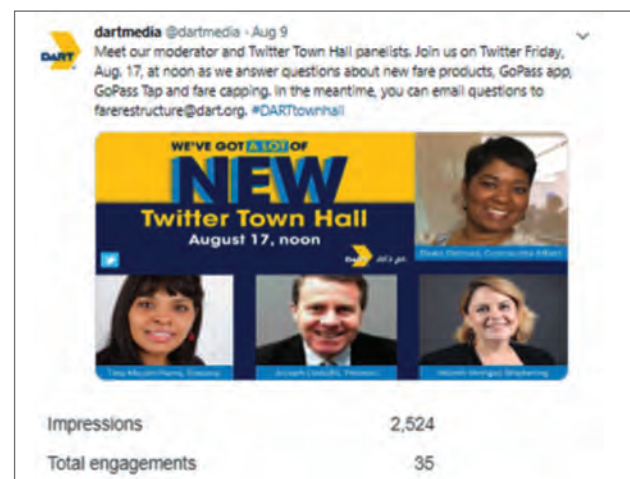 dartmedia @dartmedia · Aug 9
DART
Meet our moderator and Twitter Town Hall panelists. Join us on Twitter Friday,
Aug. 17, at noon as we answer questions about new fare products, GoPass app,
GoPass Tap and fare capping. In the meantime, you can email questions to
farerestructure@dart.org. #DARTtownhall
WE'VE GOT A LOT OF
NEW
Twitter Town Hall
August 17, noon
let's go.
Impressions 2,524
Total engagements 35